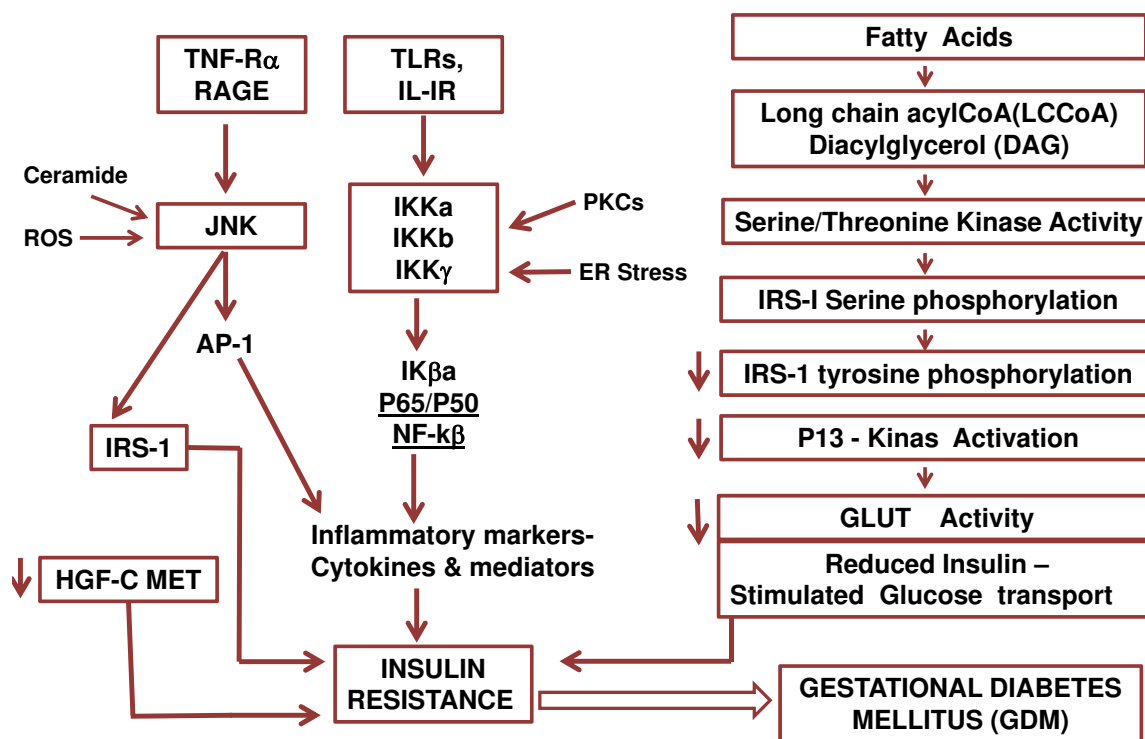 TNF-Rα
RAGE
TLRs,
IL-IR
Ceramide
ROS
JNK
IKKa
IKKb
IKKγ
PKCs
ER Stress
AP-1
IKβa
P65/P50
NF-kβ
IRS-1
Inflammatory markers-
Cytokines & mediators
HGF-C MET
INSULIN
RESISTANCE
Fatty Acids
Long chain acylCoA(LCCoA)
Diacylglycerol (DAG)
Serine/Threonine Kinase Activity
IRS-I Serine phosphorylation
IRS-1 tyrosine phosphorylation
P13 - Kinas Activation
GLUT Activity
Reduced Insulin –
Stimulated Glucose transport
GESTATIONAL DIABETES
MELLITUS (GDM)